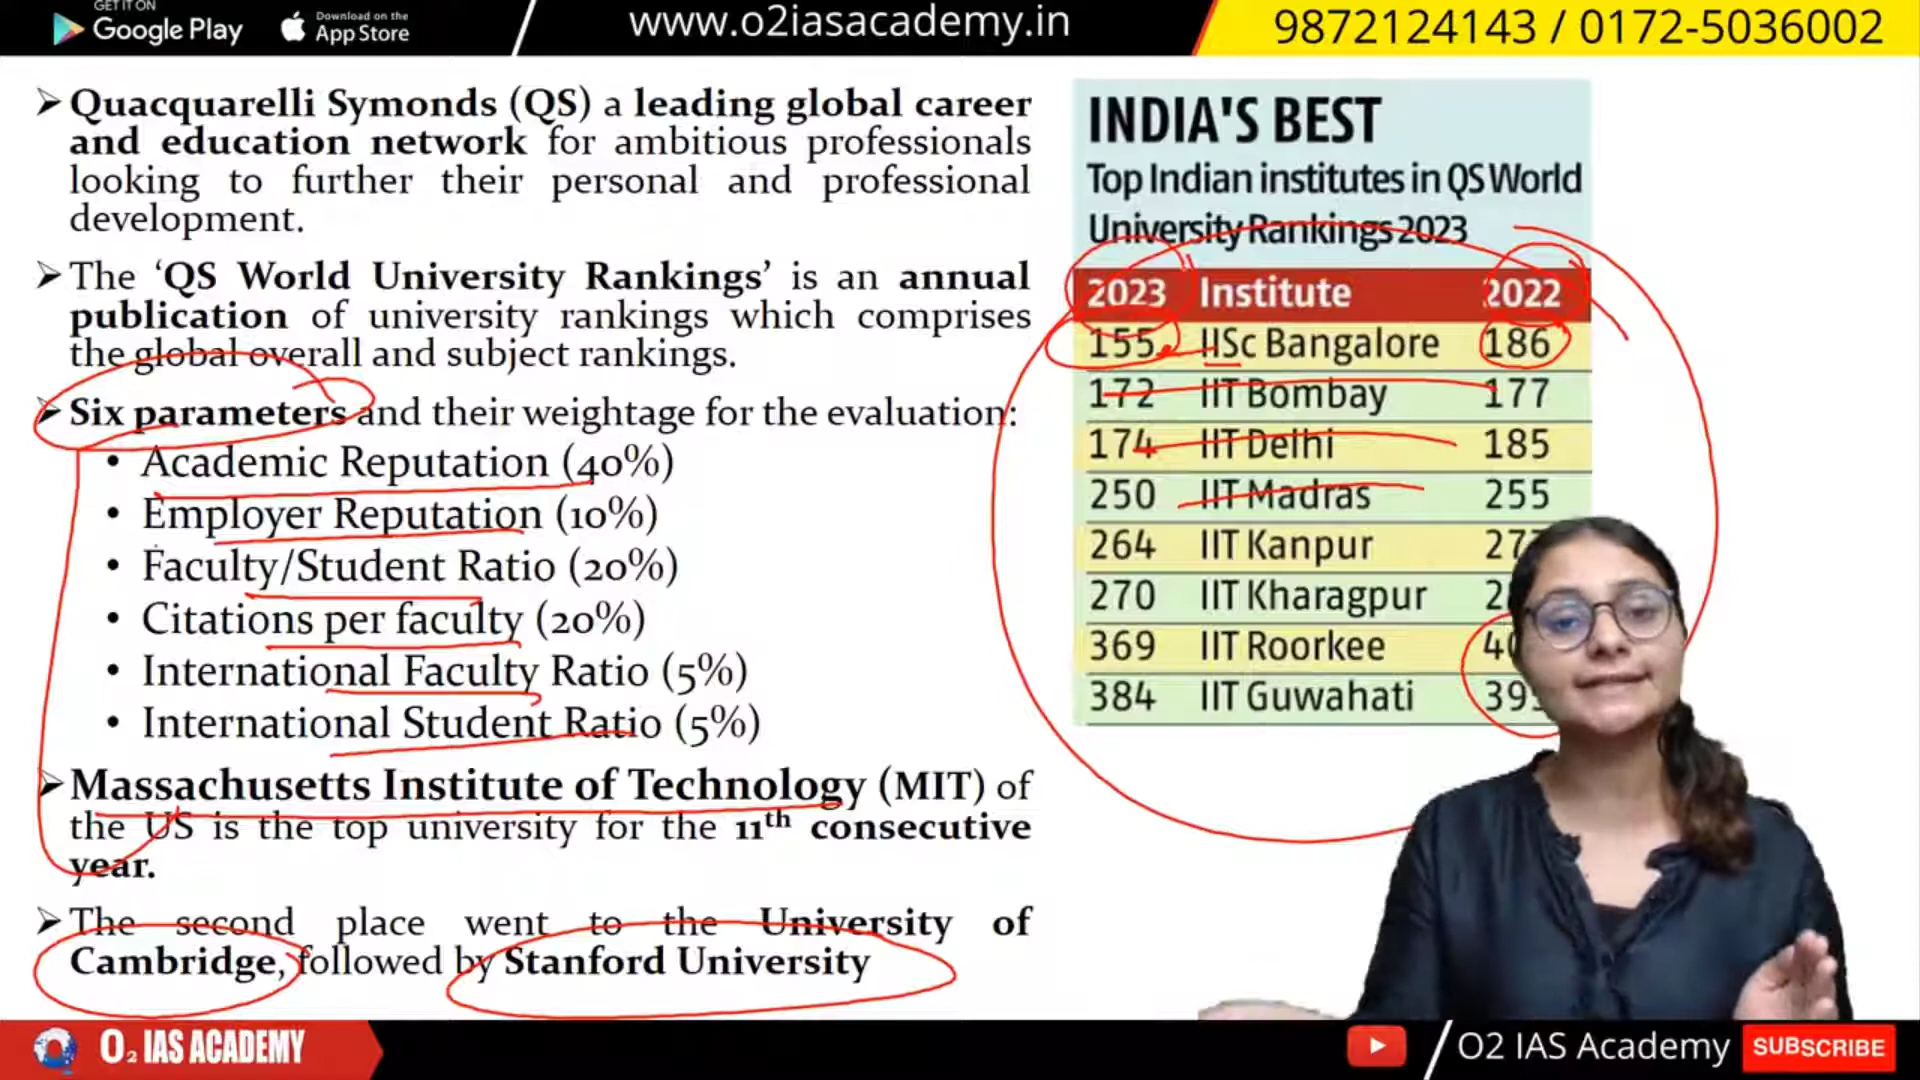 GET IT ON
Google Play
Download on the
App Store
www.o2iasacademy.in
9872124143 / 0172-5036002
Quacquarelli Symonds (QS) a leading global career
and education network for ambitious professionals
looking to further their personal and professional
development.
The ‘QS World University Rankings’ is an annual
publication of university rankings which comprises
the global overall and subject rankings.
Six parameters and their weightage for the evaluation:
• Academic Reputation (40%)
• Employer Reputation (10%)
• Faculty/Student Ratio (20%)
• Citations per faculty (20%)
• International Faculty Ratio (5%)
• International Student Ratio (5%)
Massachusetts Institute of Technology (MIT) of
the US is the top university for the 11th consecutive
year.
The second place went to the University of
Cambridge, followed by Stanford University
INDIA'S BEST
Top Indian institutes in QS World
University Rankings 2023
2023 Institute 2022
155 IISc Bangalore 186
172 IIT Bombay 177
174 IIT Delhi 185
250 IIT Madras 255
264 IIT Kanpur
270 IIT Kharagpur
369 IIT Roorkee
384 IIT Guwahati
O2 IAS ACADEMY
O2 IAS Academy
SUBSCRIBE